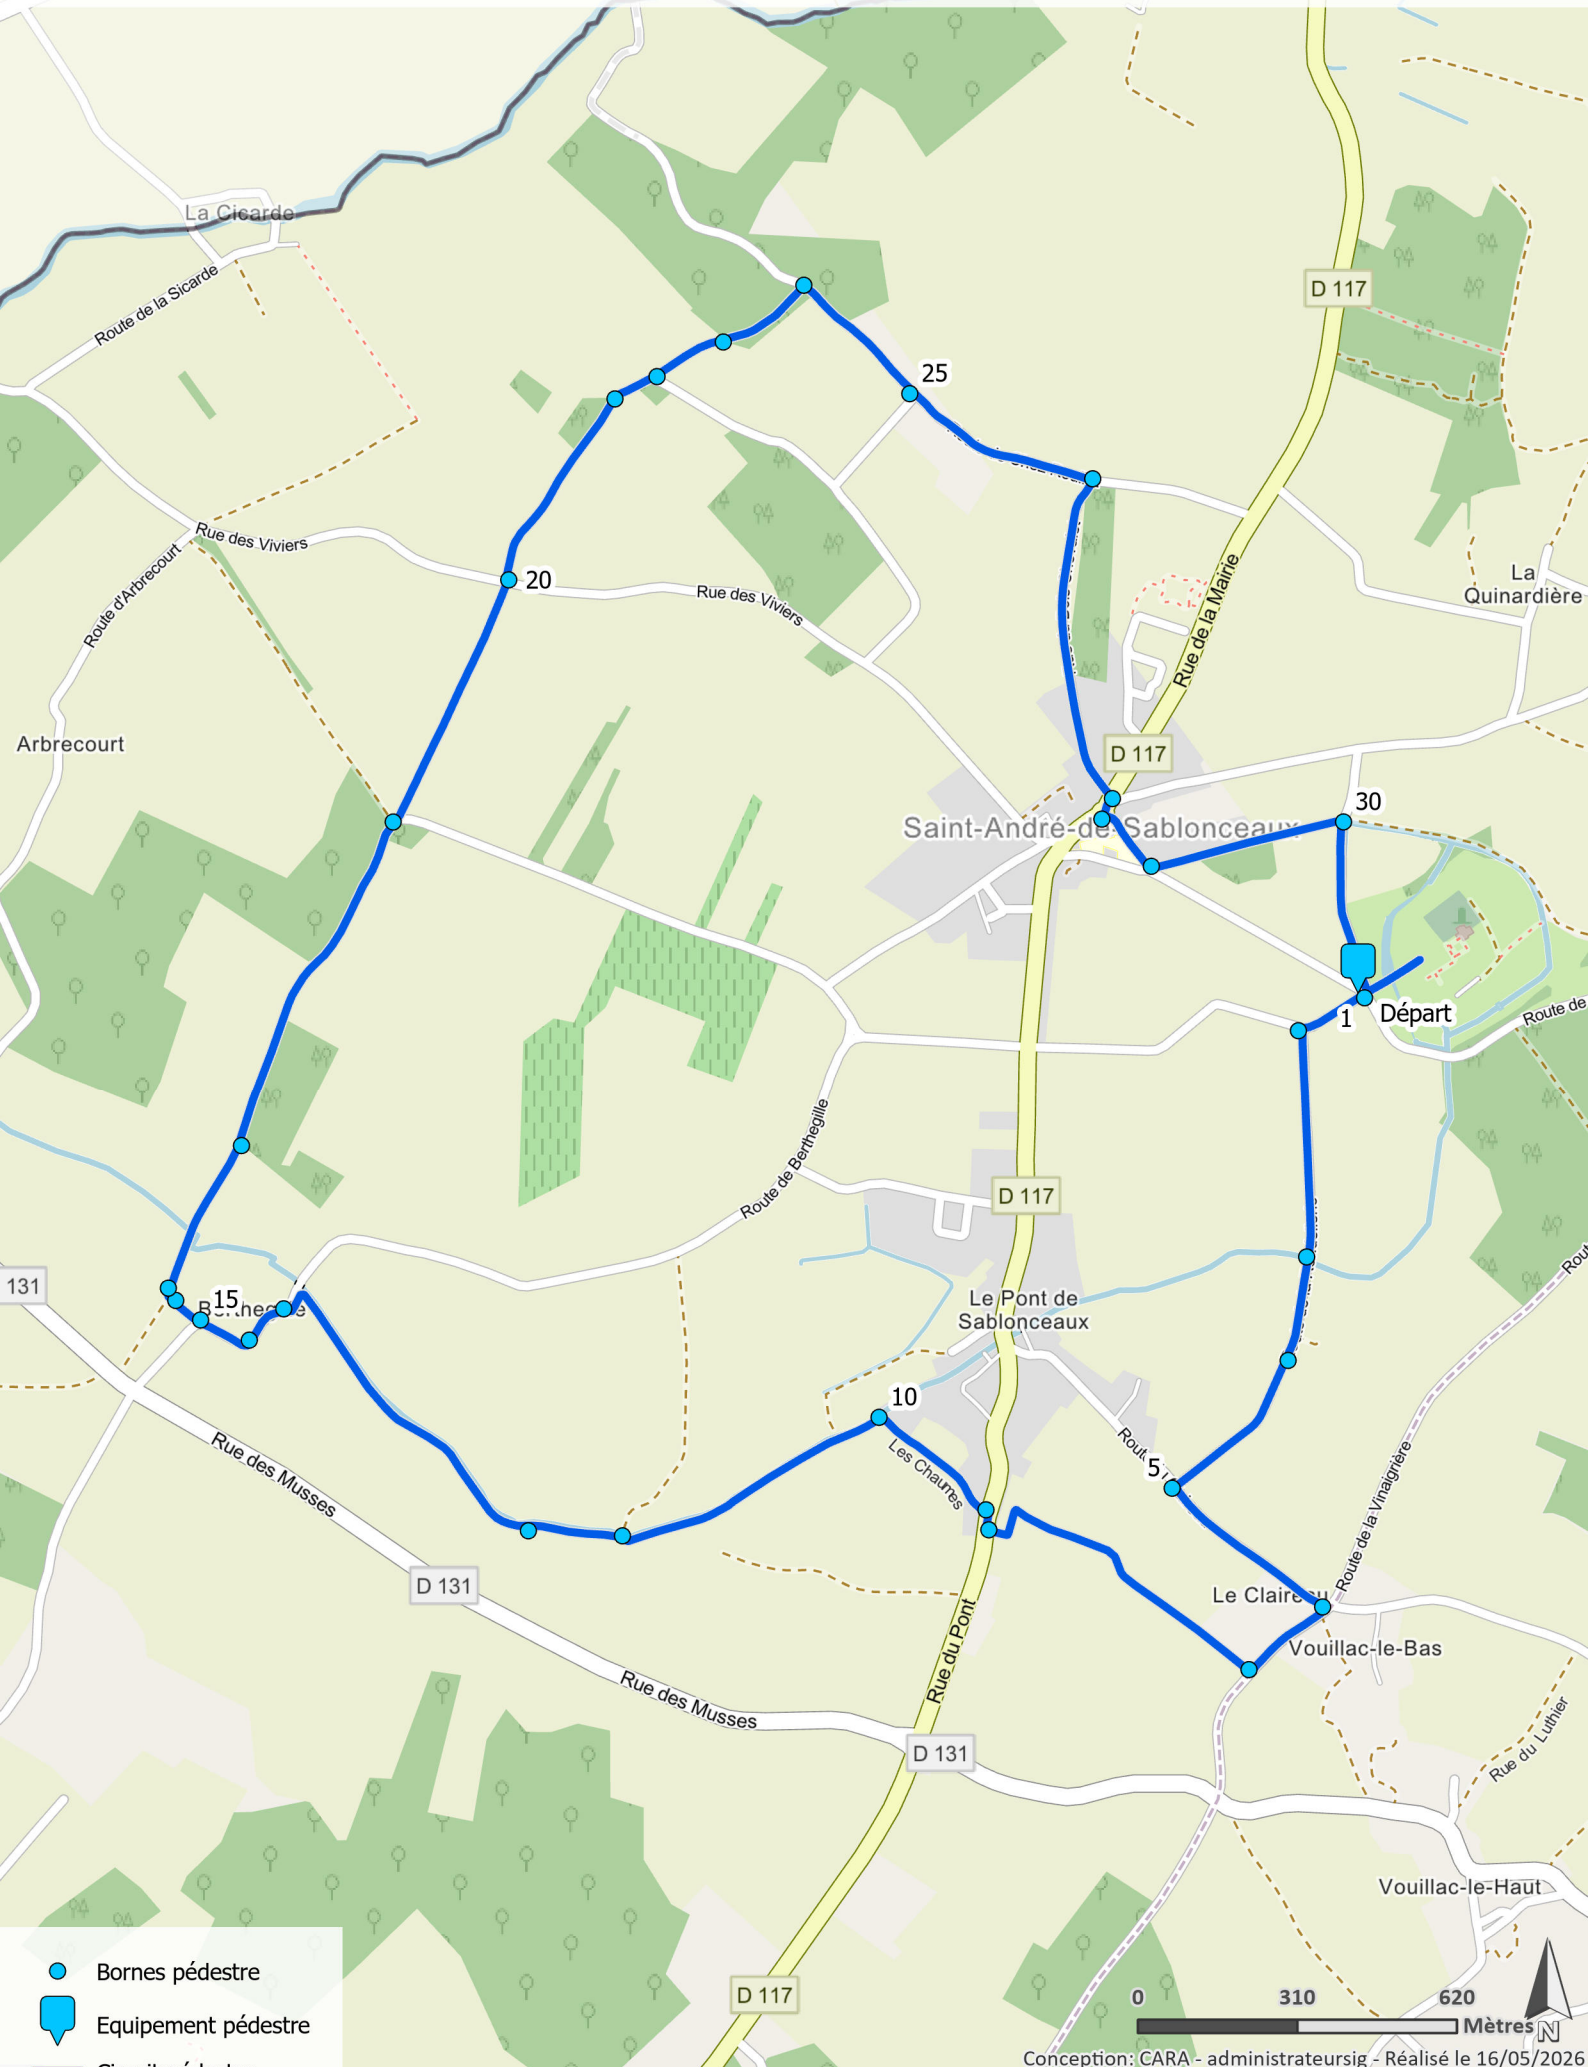 La Cicarde
Route de la Sicarde
D 117
25
Rue des Viviers
20
Rue des Viviers
Route d'Arbrecourt
Rue de la Mairie
La
Quinardière
Arbrecourt
D 117
30
Saint-André-de-Sablonceaux
1
Départ
Route de
Route de Berthegille
D 117
131
15
Le Pont de
Sablonceaux
10
Les Chaumes
5
Route de la Vinaigrière
Rue des Musses
D 131
Le Claireau
Vouillac-le-Bas
Rue du Pont
Rue des Musses
D 131
Rue du Luthier
Vouillac-le-Haut
D 117
Bornes pédestre
Equipement pédestre
0 310 620
Mètres
N
Conception: CARA - administrateursig - Réalisé le 16/05/2026